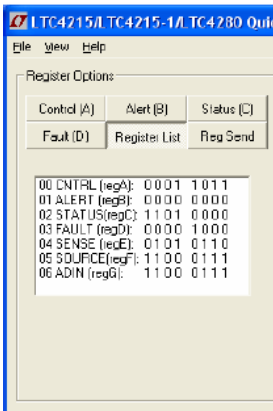 LTC4215/LTC4215-1/LTC4280 Quic
File View Help
Register Options
Control (A) Alert (B) Status (C)
Fault (D) Register List Reg Send
00 CNTRL (regA): 0001 1011
01 ALERT (regB): 0000 0000
02 STATUS(regC): 1101 0000
03 FAULT (regD): 0000 1000
04 SENSE (regE): 0101 0110
05 SOURCE(regF): 1100 0111
06 ADIN (regG): 1100 0111